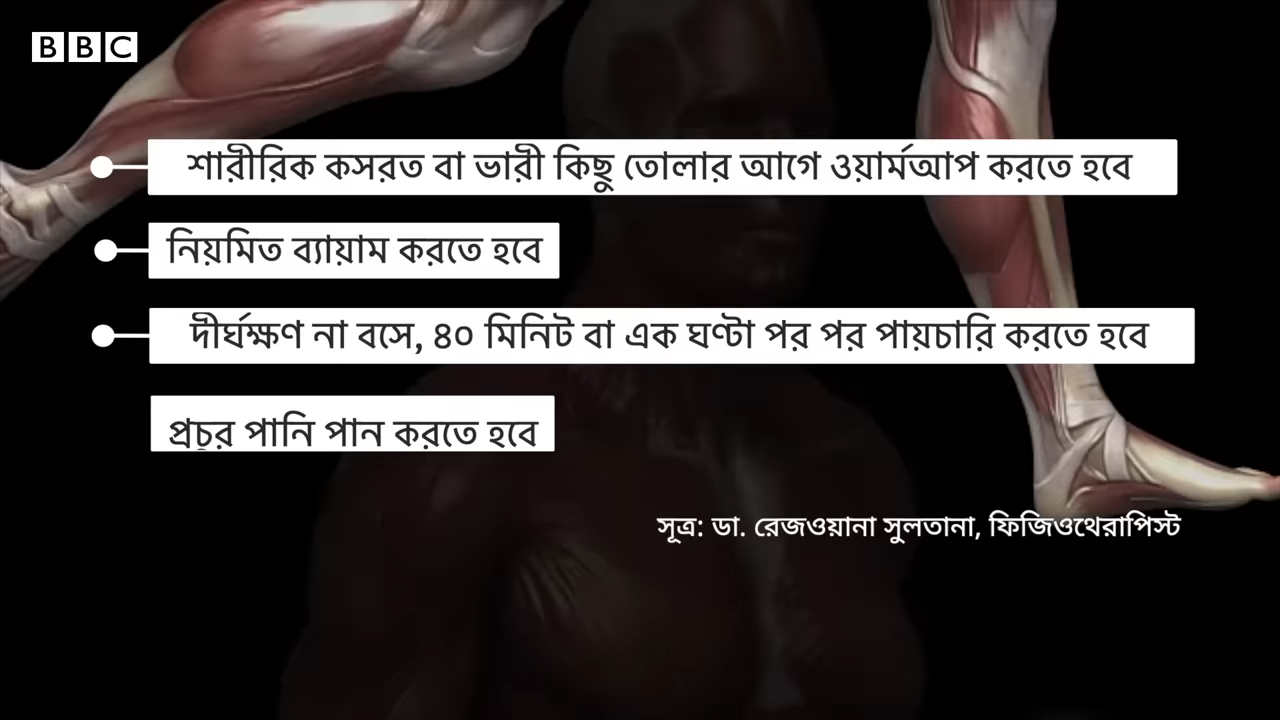 BBC
শারীরিক কসরত বা ভারী কিছু তোলার আগে ওয়ার্মআপ করতে হবে
নিয়মিত ব্যায়াম করতে হবে
দীর্ঘক্ষণ না বসে, ৪০ মিনিট বা এক ঘণ্টা পর পর পায়চারি করতে হবে
প্রচুর পানি পান করতে হবে
সূত্র: ডা. রেজওয়ানা সুলতানা, ফিজিওথেরাপিস্ট